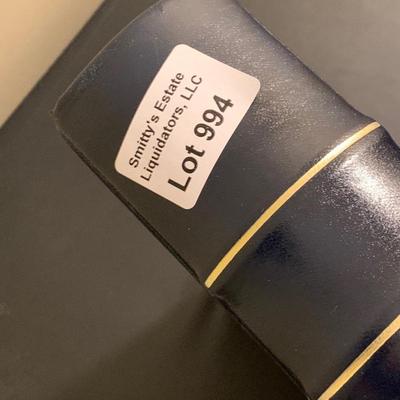 Smitty's Estate
Liquidators, LLC
Lot 994